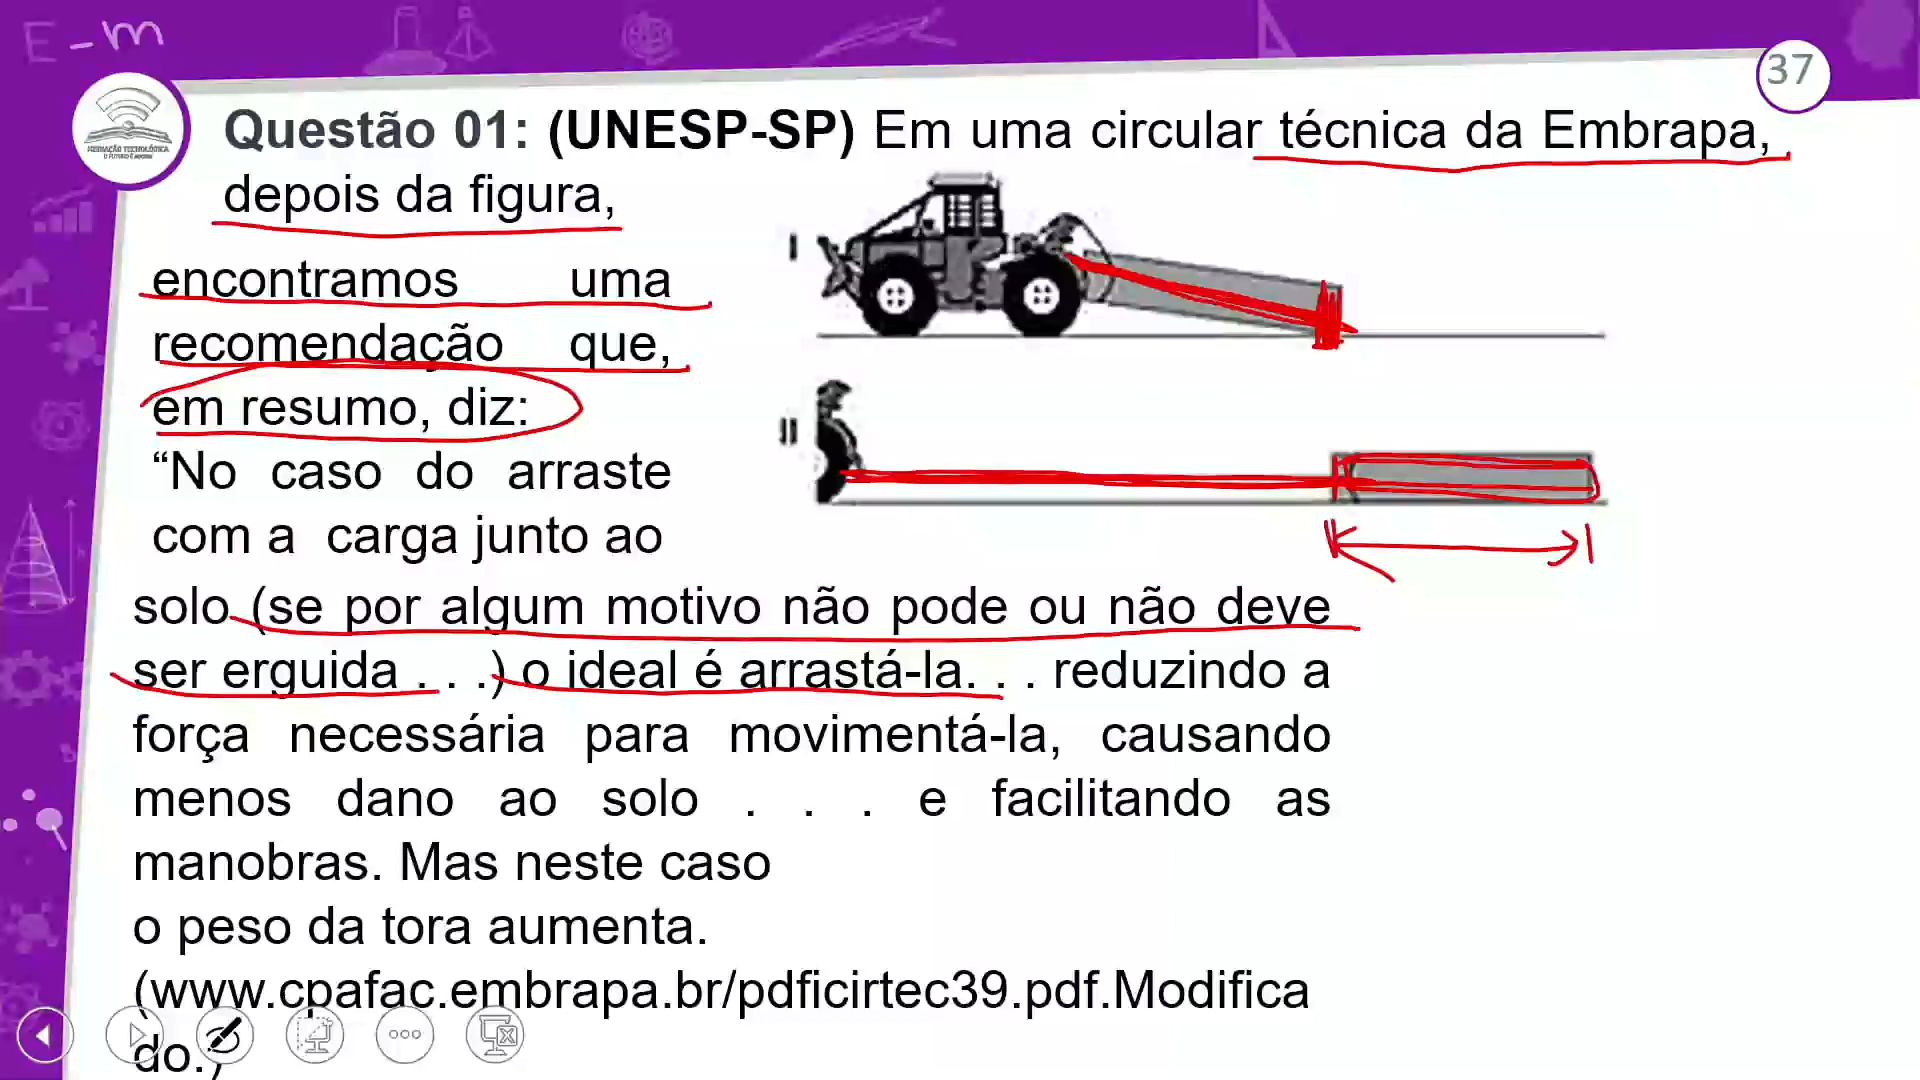 E - m
37
MEDIAÇÃO TECNOLÓGICA
Questão 01: (UNESP-SP) Em uma circular técnica da Embrapa,
depois da figura,
encontramos uma
recomendação que,
em resumo, diz:
“No caso do arraste
com a carga junto ao
I
II
solo (se por algum motivo não pode ou não deve
ser erguida . . .) o ideal é arrastá-la. . . reduzindo a
força necessária para movimentá-la, causando
menos dano ao solo . . . e facilitando as
manobras. Mas neste caso
o peso da tora aumenta.
(www.cpafac.embrapa.br/pdficirtec39.pdf.Modifica
do.)